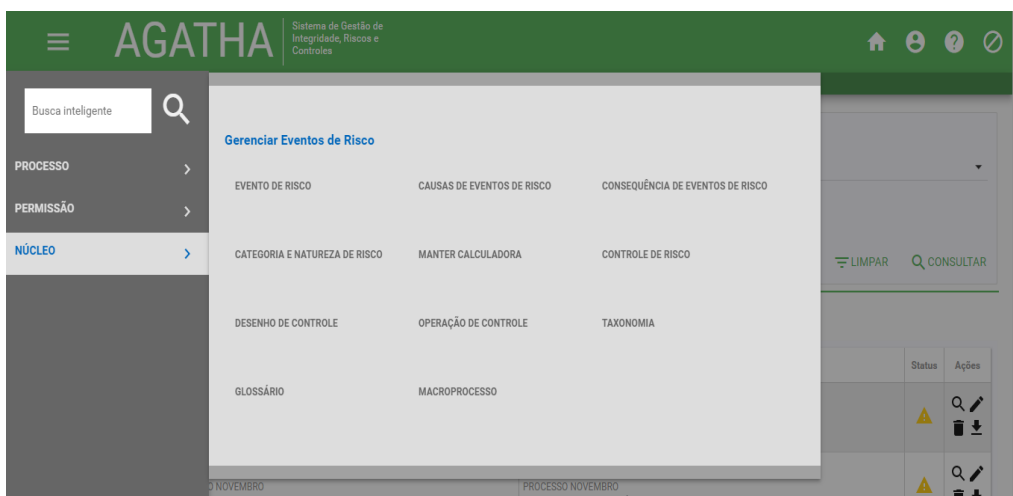 AGATHA
Sistema de Gestão de
Integridade, Riscos e
Controles
Busca inteligente
PROCESSO
PERMISSÃO
NÚCLEO
Gerenciar Eventos de Risco
EVENTO DE RISCO
CAUSAS DE EVENTOS DE RISCO
CONSEQUÊNCIA DE EVENTOS DE RISCO
CATEGORIA E NATUREZA DE RISCO
MANTER CALCULADORA
CONTROLE DE RISCO
DESENHO DE CONTROLE
OPERAÇÃO DE CONTROLE
TAXONOMIA
GLOSSÁRIO
MACROPROCESSO
LIMPAR
CONSULTAR
Status
Ações
NOVEMBRO
PROCESSO NOVEMBRO